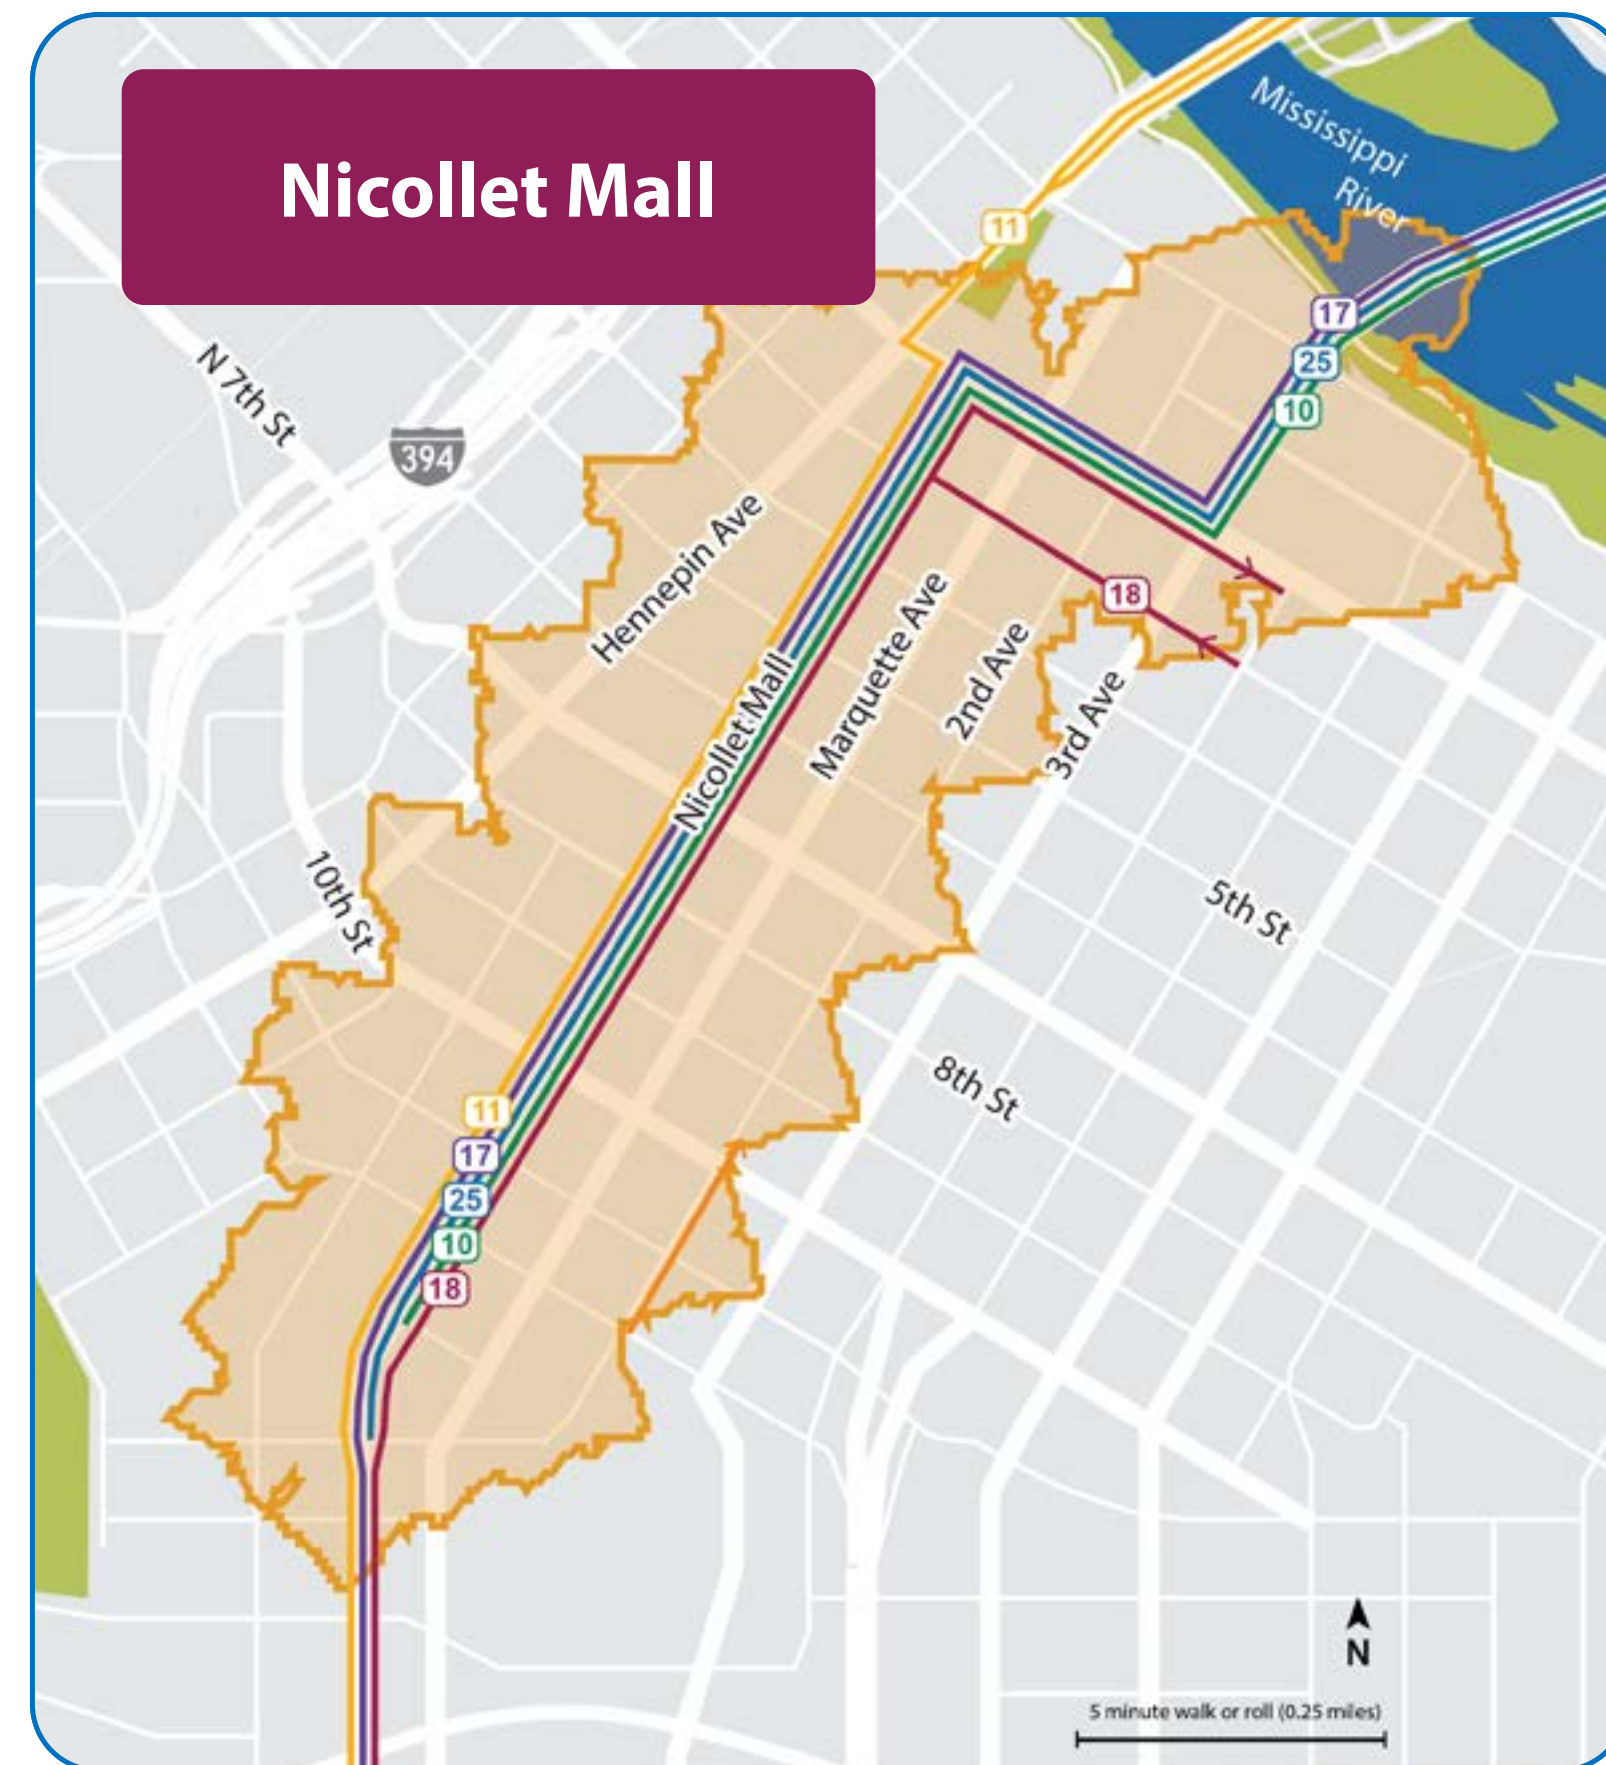 Nicollet Mall
Mississippi
River
11
17
25
10
N 7th St
394
Hennepin Ave
18
Nicollet Mall
Marquette Ave
2nd Ave
3rd Ave
10th St
5th St
8th St
11
17
25
10
18
N
5 minute walk or roll (0.25 miles)